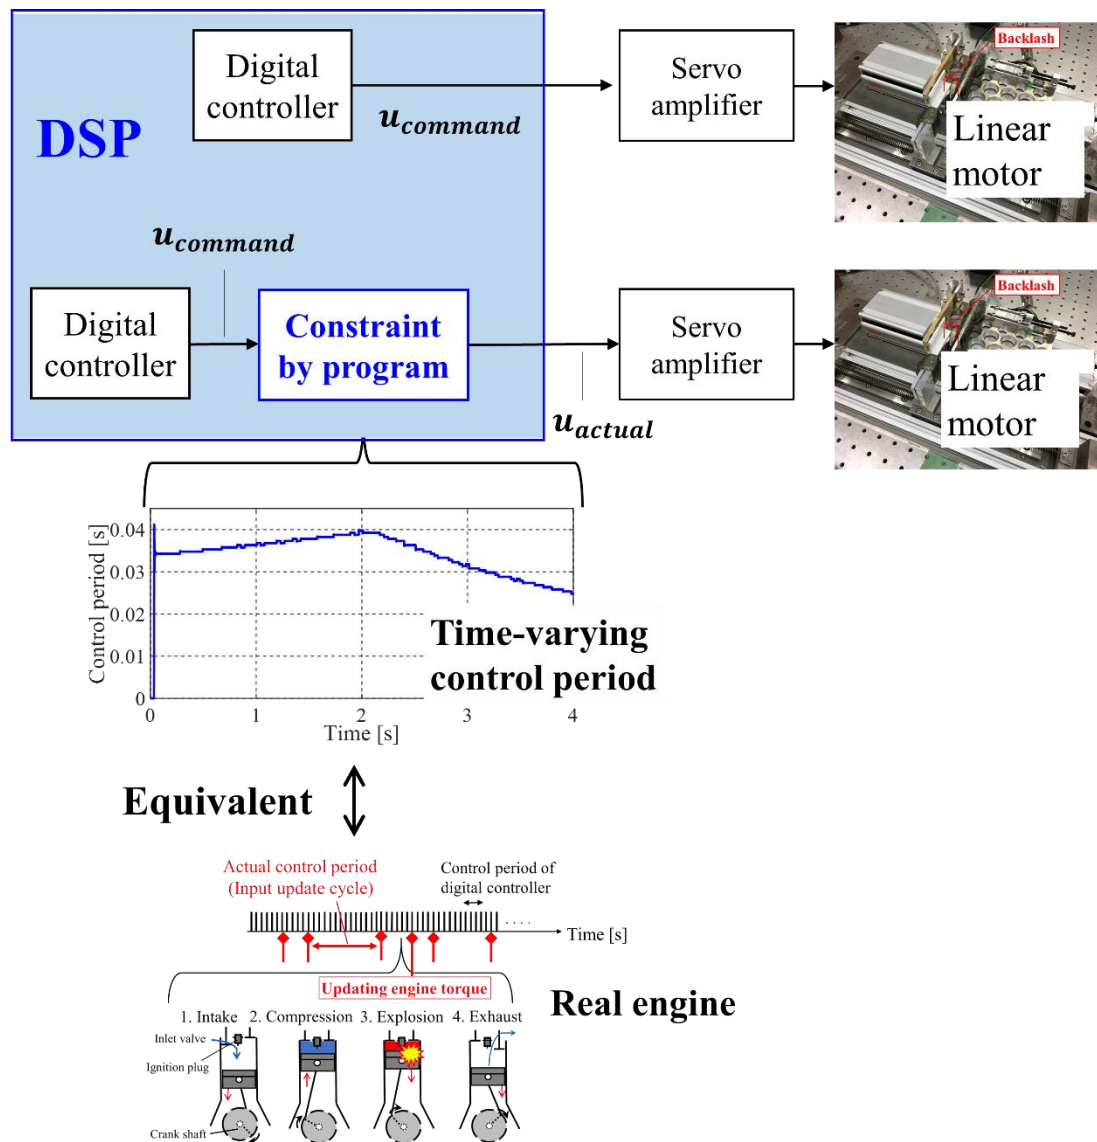 Digital
controller
Servo
amplifier
Backlash
Linear
motor
DSP
u_command
u_command
Digital
controller
Constraint
by program
Servo
amplifier
Backlash
Linear
motor
u_actual
Control period [s]
0.04
0.03
0.02
0.01
0
0 1 2 3 4
Time [s]
Time-varying
control period
Equivalent
Actual control period
(Input update cycle)
Control period of
digital controller
. . . .
Time [s]
Updating engine torque
Real engine
1. Intake 2. Compression 3. Explosion 4. Exhaust
Inlet valve
Ignition plug
Crank shaft